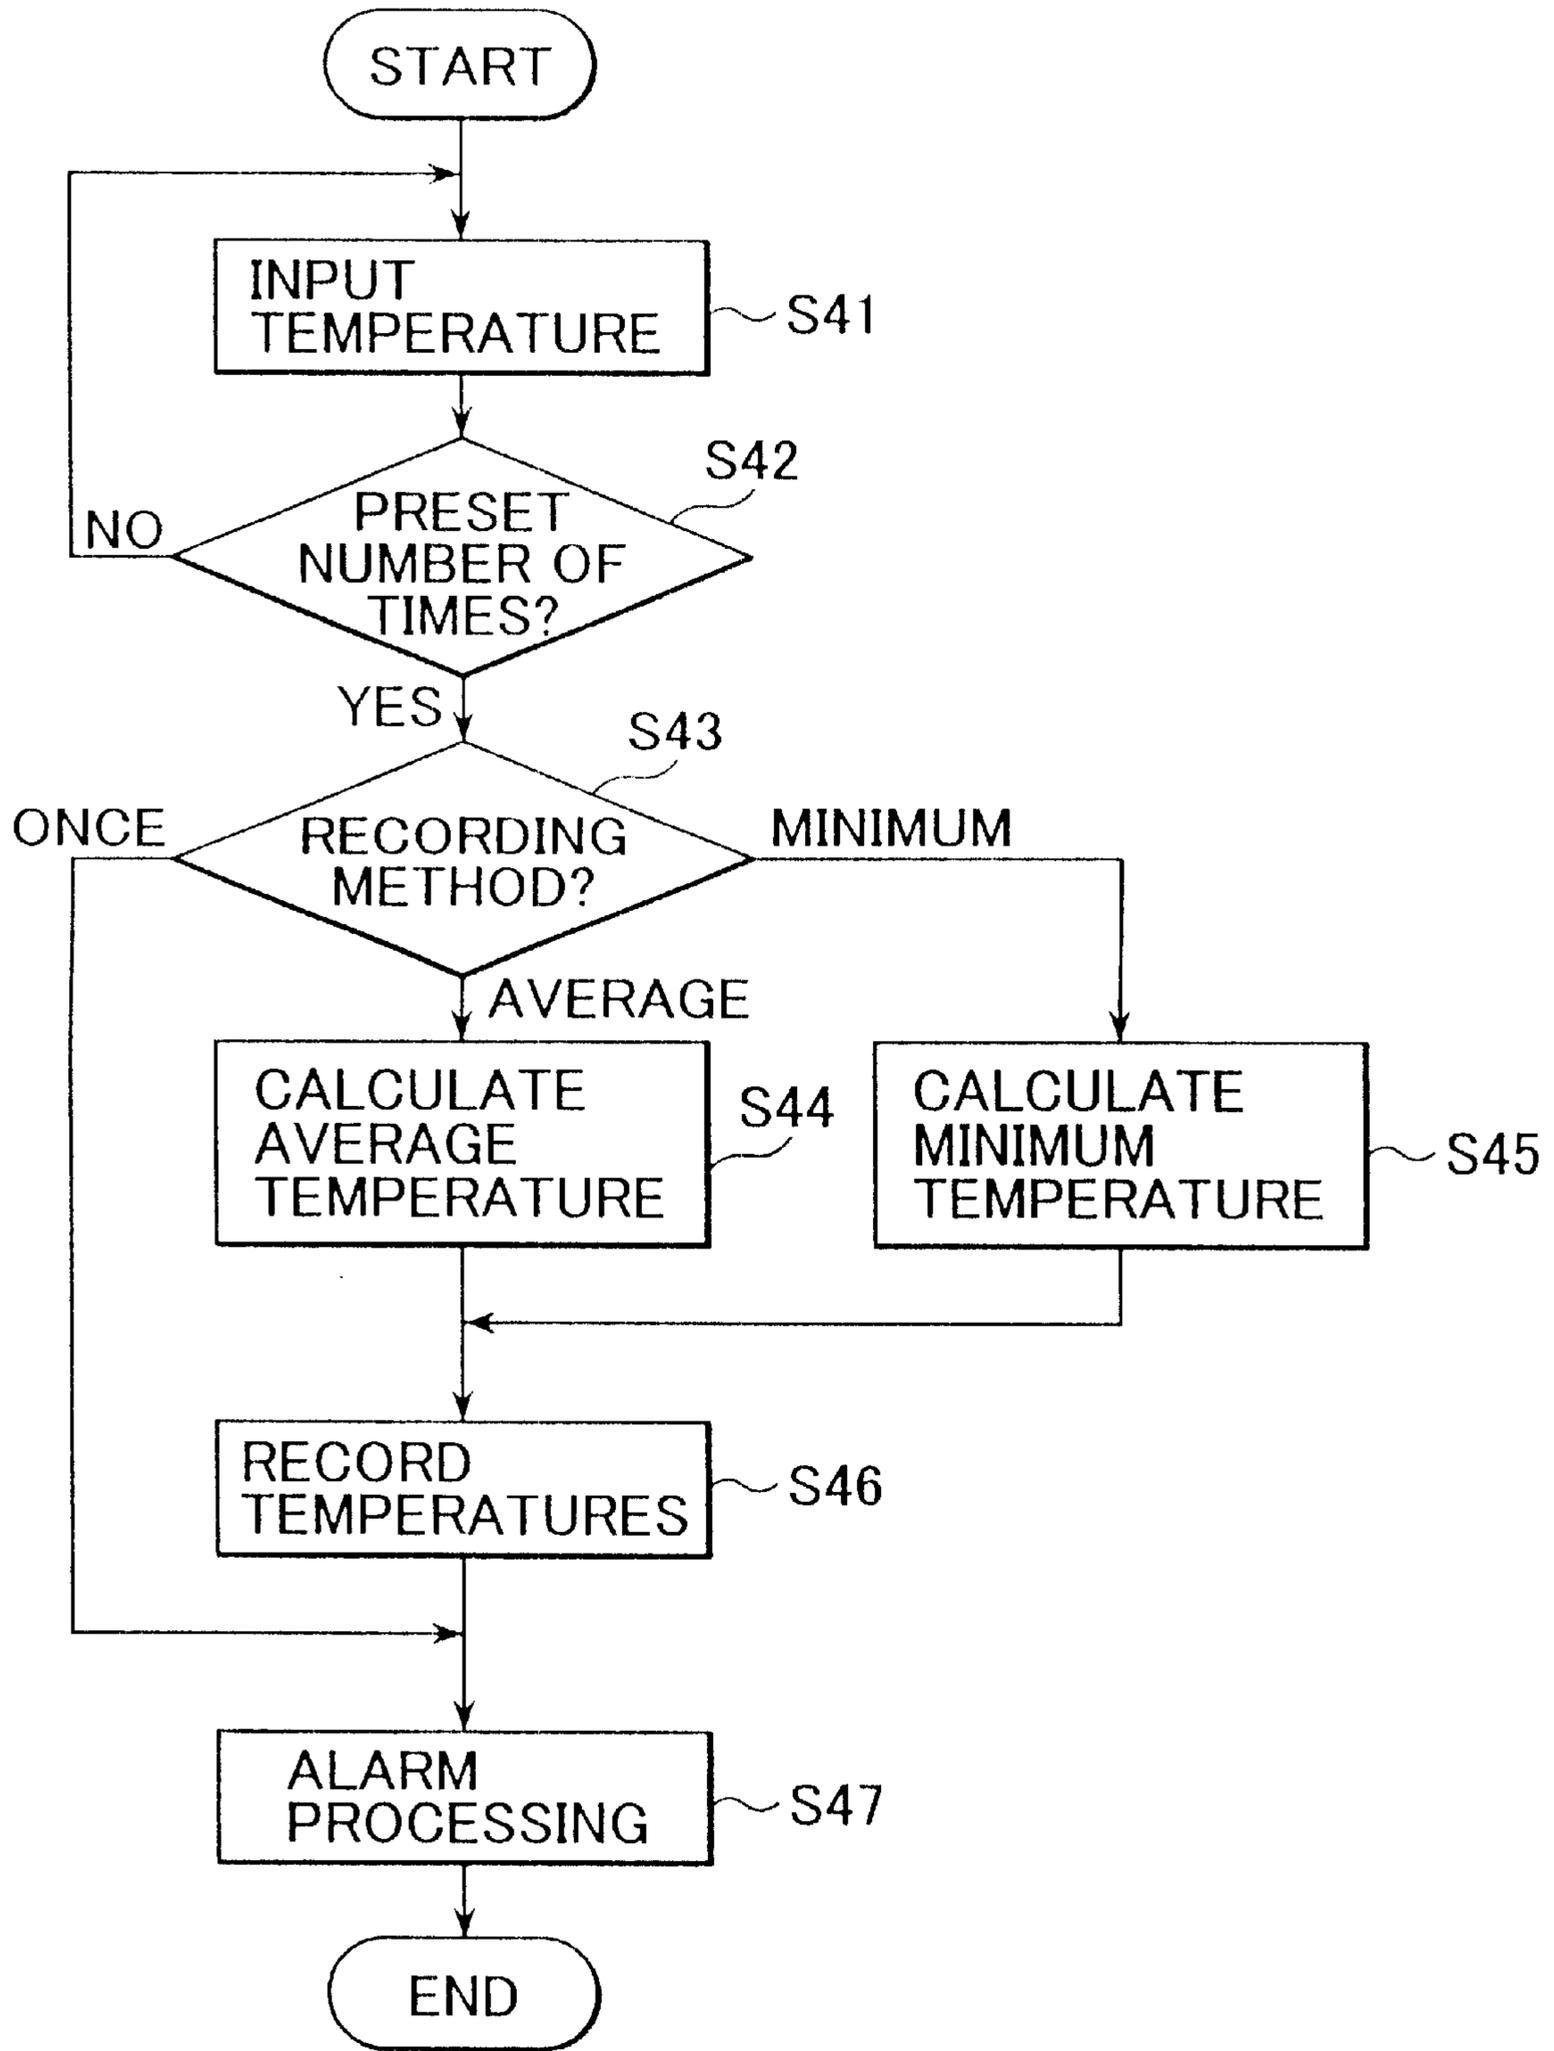 START
INPUT
TEMPERATURE
S41
S42
PRESET
NUMBER OF
TIMES?
NO
YES
S43
ONCE
RECORDING
METHOD?
MINIMUM
AVERAGE
CALCULATE
AVERAGE
TEMPERATURE
S44
CALCULATE
MINIMUM
TEMPERATURE
S45
RECORD
TEMPERATURES
S46
ALARM
PROCESSING
S47
END